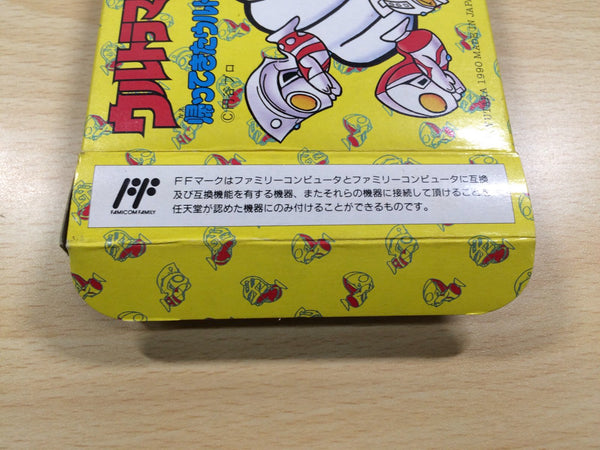 ウルトラマ
帰ってきたウルト
©円谷プロ
1990 MADE IN JAPA
FF
FAMICOM FAMILY
FFマークはファミリーコンピュータとファミリーコンピュータに互換
及び互換機能を有する機器、またそれらの機器に接続して頂けることを
任天堂が認めた機器にのみ付けることができるものです。